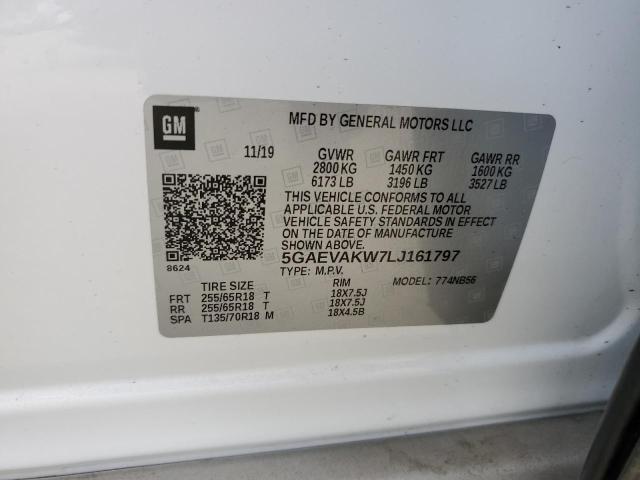 GM
MFD BY GENERAL MOTORS LLC
11/19 GVWR GAWR FRT GAWR RR
2800 KG 1450 KG 1600 KG
6173 LB 3196 LB 3527 LB
THIS VEHICLE CONFORMS TO ALL
APPLICABLE U.S. FEDERAL MOTOR
VEHICLE SAFETY STANDARDS IN EFFECT
ON THE DATE OF MANUFACTURE
SHOWN ABOVE.
8624 5GAEVAKW7LJ161797
TYPE: M.P.V. MODEL: 774NB56
TIRE SIZE RIM
FRT 255/65R18 T 18X7.5J
RR 255/65R18 T 18X7.5J
SPA T135/70R18 M 18X4.5B